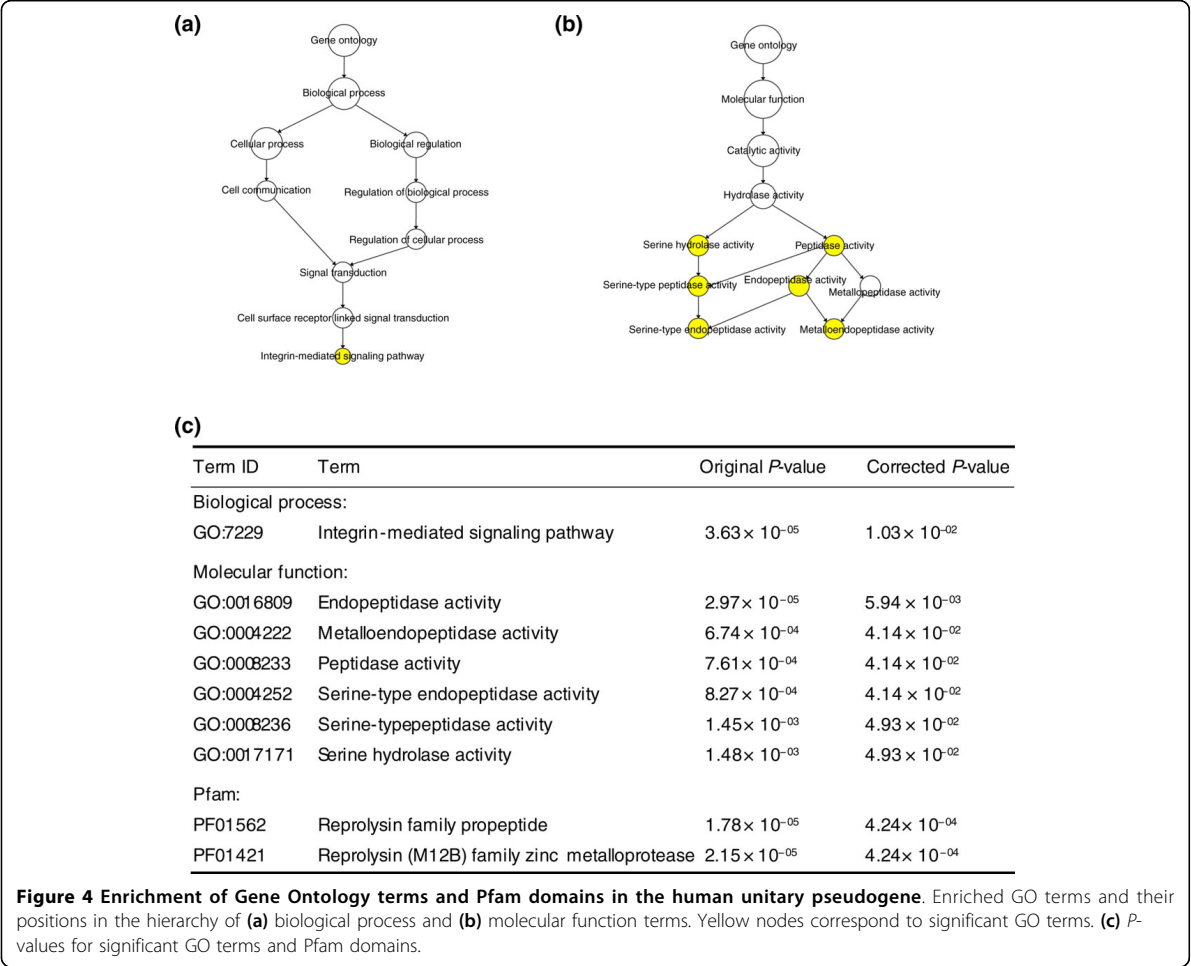 (a)
Gene ontology
Biological process
Cellular process
Biological regulation
Cell communication
Regulation of biological process
Regulation of cellular process
Signal transduction
Cell surface receptor linked signal transduction
Integrin-mediated signaling pathway
(b)
Gene ontology
Molecular function
Catalytic activity
Hydrolase activity
Serine hydrolase activity
Peptidase activity
Serine-type peptidase activity
Endopeptidase activity
Metallopeptidase activity
Serine-type endopeptidase activity
Metalloendopeptidase activity
(c)
Term ID Term Original P-value Corrected P-value
Biological process:
GO:7229 Integrin-mediated signaling pathway 3.63× 10⁻⁰⁵ 1.03× 10⁻⁰²
Molecular function:
GO:0016809 Endopeptidase activity 2.97× 10⁻⁰⁵ 5.94× 10⁻⁰³
GO:0004222 Metalloendopeptidase activity 6.74× 10⁻⁰⁴ 4.14× 10⁻⁰²
GO:0008233 Peptidase activity 7.61× 10⁻⁰⁴ 4.14× 10⁻⁰²
GO:0004252 Serine-type endopeptidase activity 8.27× 10⁻⁰⁴ 4.14× 10⁻⁰²
GO:0008236 Serine-typepeptidase activity 1.45× 10⁻⁰³ 4.93× 10⁻⁰²
GO:0017171 Serine hydrolase activity 1.48× 10⁻⁰³ 4.93× 10⁻⁰²
Pfam:
PF01562 Reprolysin family propeptide 1.78× 10⁻⁰⁵ 4.24× 10⁻⁰⁴
PF01421 Reprolysin (M12B) family zinc metalloprotease 2.15× 10⁻⁰⁵ 4.24× 10⁻⁰⁴
Figure 4 Enrichment of Gene Ontology terms and Pfam domains in the human unitary pseudogene. Enriched GO terms and their
positions in the hierarchy of (a) biological process and (b) molecular function terms. Yellow nodes correspond to significant GO terms. (c) P-
values for significant GO terms and Pfam domains.